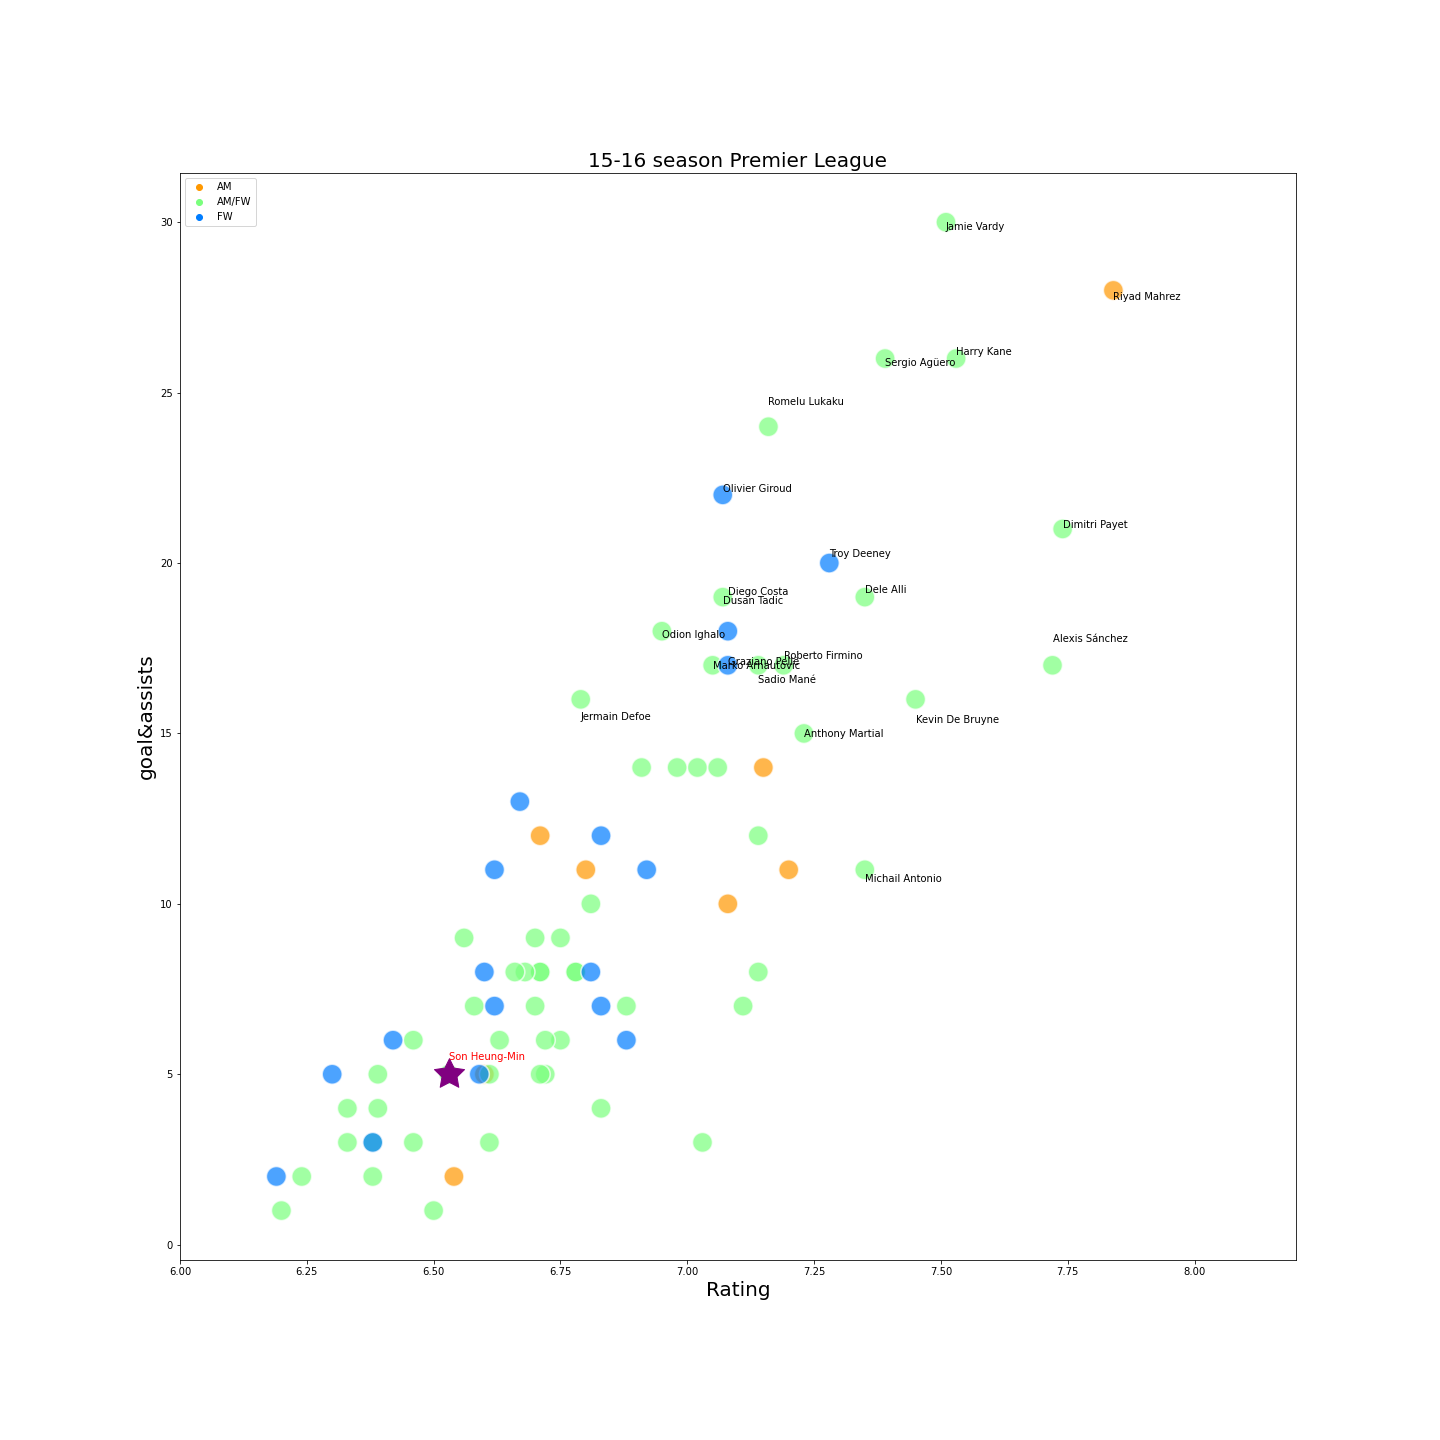 15-16 season Premier League
AM
AM/FW
FW
30
25
20
15
10
5
0
goal&assists
Jamie Vardy
Riyad Mahrez
Harry Kane
Sergio Agüero
Romelu Lukaku
Olivier Giroud
Dimitri Payet
Troy Deeney
Dele Alli
Diego Costa
Dusan Tadic
Odion Ighalo
Alexis Sánchez
Roberto Firmino
Graziano Pellè
Marko Arnautovic
Sadio Mané
Jermain Defoe
Kevin De Bruyne
Anthony Martial
Michail Antonio
Son Heung-Min
6.00
6.25
6.50
6.75
7.00
7.25
7.50
7.75
8.00
Rating